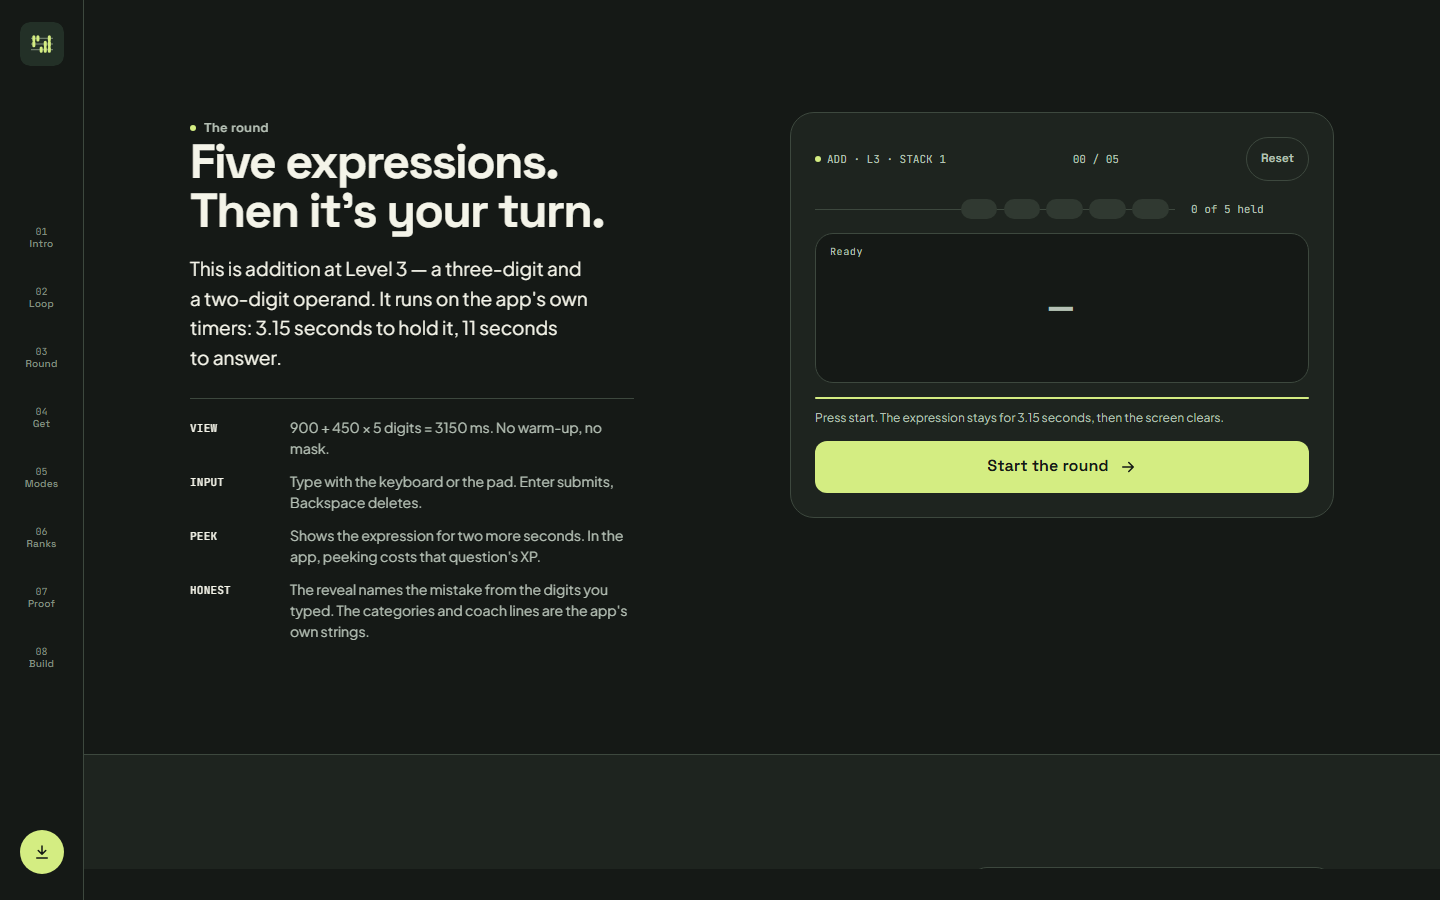 01
Intro
02
Loop
03
Round
04
Get
05
Modes
06
Ranks
07
Proof
08
Build
The round
Five expressions.
Then it’s your turn.
This is addition at Level 3 — a three-digit and
a two-digit operand. It runs on the app's own
timers: 3.15 seconds to hold it, 11 seconds
to answer.
VIEW
900 + 450 × 5 digits = 3150 ms. No warm-up, no
mask.
INPUT
Type with the keyboard or the pad. Enter submits,
Backspace deletes.
PEEK
Shows the expression for two more seconds. In the
app, peeking costs that question's XP.
HONEST
The reveal names the mistake from the digits you
typed. The categories and coach lines are the app's
own strings.
ADD · L3 · STACK 1
00 / 05
Reset
0 of 5 held
Ready
—
Press start. The expression stays for 3.15 seconds, then the screen clears.
Start the round →